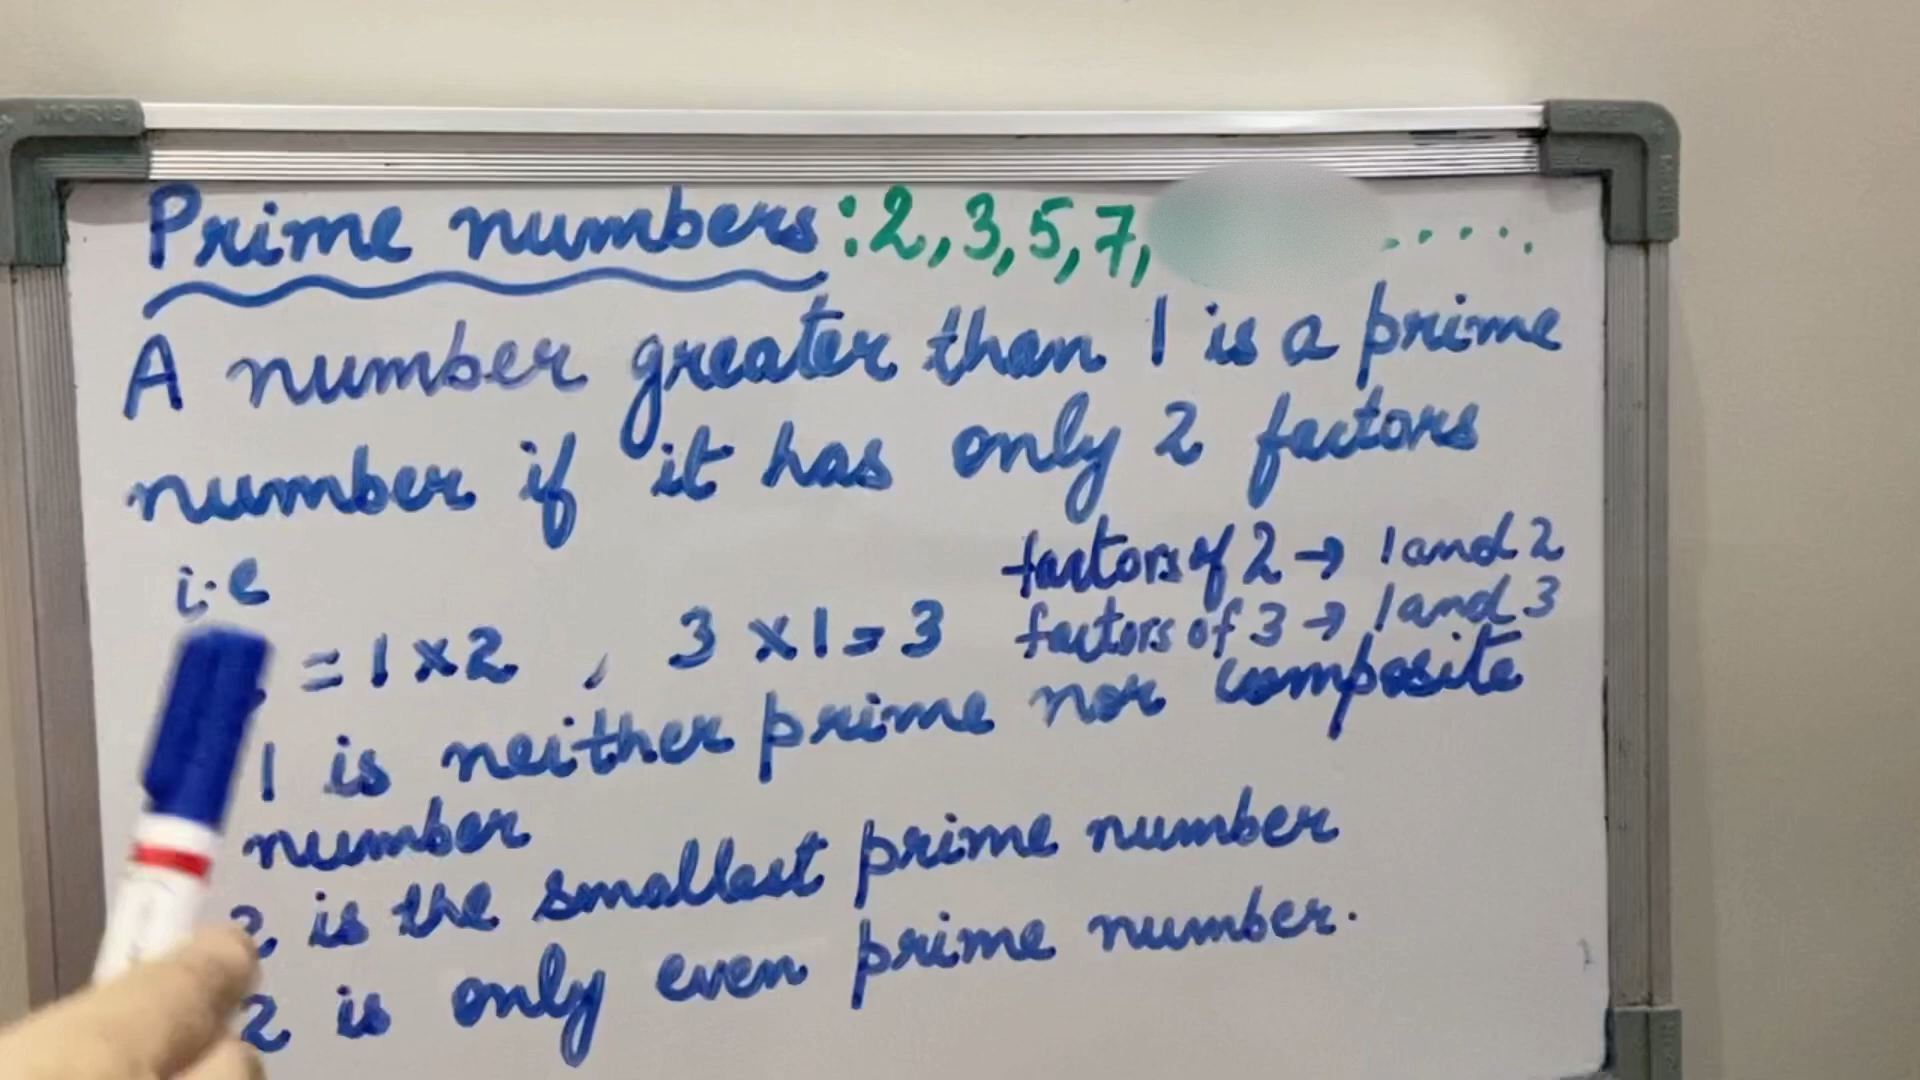 MORIS
Prime numbers : 2, 3, 5, 7, .....
A number greater than 1 is a prime
number if it has only 2 factors
i.e
factors of 2 → 1 and 2
= 1 × 2 , 3 × 1 = 3
factors of 3 → 1 and 3
1 is neither prime nor composite
number
2 is the smallest prime number
2 is only even prime number.